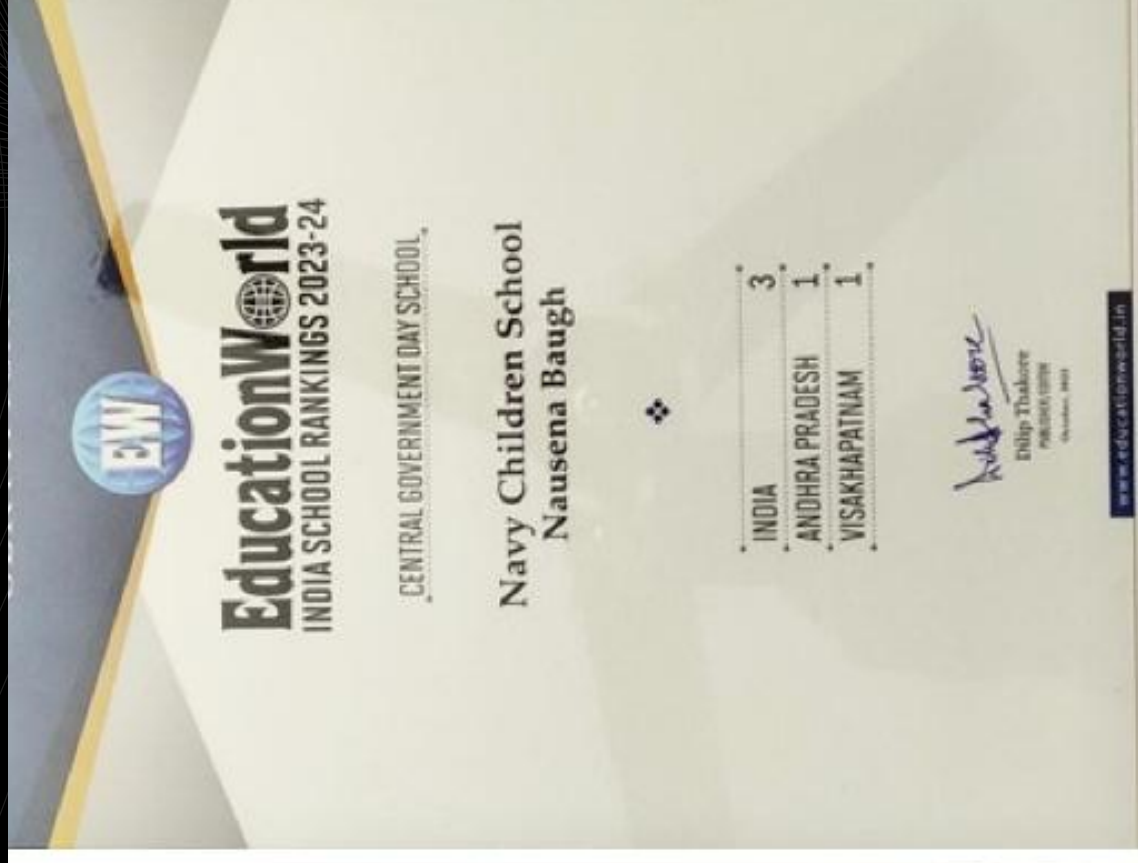 EW
EducationWorld
INDIA SCHOOL RANKINGS 2023-24
CENTRAL GOVERNMENT DAY SCHOOL
Navy Children School
Nausena Baugh
INDIA 3
ANDHRA PRADESH 1
VISAKHAPATNAM 1
Dilip Thakore
www.educationworld.in